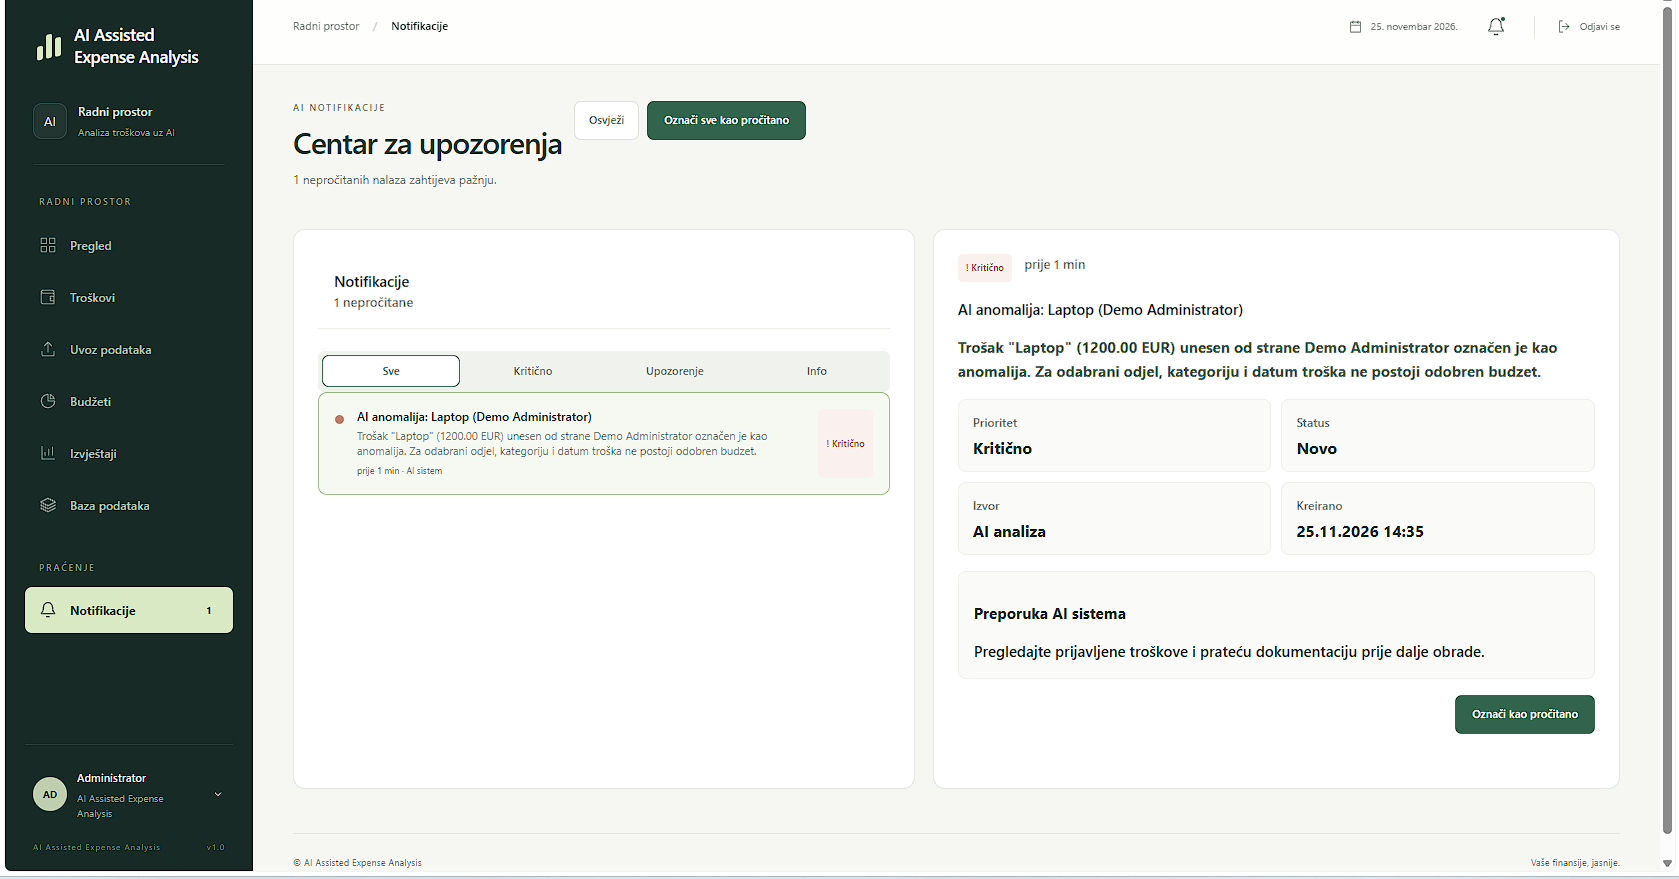 AI Assisted
Expense Analysis
AI
Radni prostor
Analiza troškova uz AI
RADNI PROSTOR
Pregled
Troškovi
Uvoz podataka
Budžeti
Izvještaji
Baza podataka
PRAĆENJE
Notifikacije 1
AD
Administrator
AI Assisted Expense
Analysis
AI Assisted Expense Analysis v1.0
Radni prostor / Notifikacije
25. novembar 2026.
Odjavi se
AI NOTIFIKACIJE
Centar za upozorenja
Osvježi
Označi sve kao pročitano
1 nepročitanih nalaza zahtijeva pažnju.
Notifikacije
1 nepročitane
Sve Kritično Upozorenje Info
AI anomalija: Laptop (Demo Administrator)
Trošak "Laptop" (1200.00 EUR) unesen od strane Demo Administrator označen je kao
anomalija. Za odabrani odjel, kategoriju i datum troška ne postoji odobren budzet.
prije 1 min · AI sistem
! Kritično
! Kritično prije 1 min
AI anomalija: Laptop (Demo Administrator)
Trošak "Laptop" (1200.00 EUR) unesen od strane Demo Administrator označen je kao
anomalija. Za odabrani odjel, kategoriju i datum troška ne postoji odobren budzet.
Prioritet
Kritično
Status
Novo
Izvor
AI analiza
Kreirano
25.11.2026 14:35
Preporuka AI sistema
Pregledajte prijavljene troškove i prateću dokumentaciju prije dalje obrade.
Označi kao pročitano
© AI Assisted Expense Analysis
Vaše finansije, jasnije.